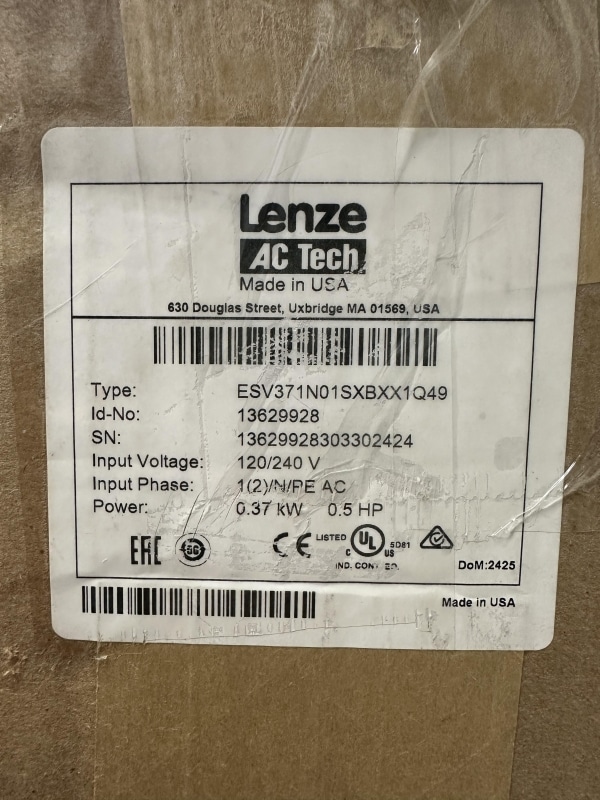 Lenze
AC Tech
Made in USA
630 Douglas Street, Uxbridge MA 01569, USA
Type: ESV371N01SXBXX1Q49
Id-No: 13629928
SN: 13629928303302424
Input Voltage: 120/240 V
Input Phase: 1(2)/N/PE AC
Power: 0.37 kW 0.5 HP
EAC CE LISTED C UL US 5D81
IND. CONT. EQ. DoM:2425
Made in USA